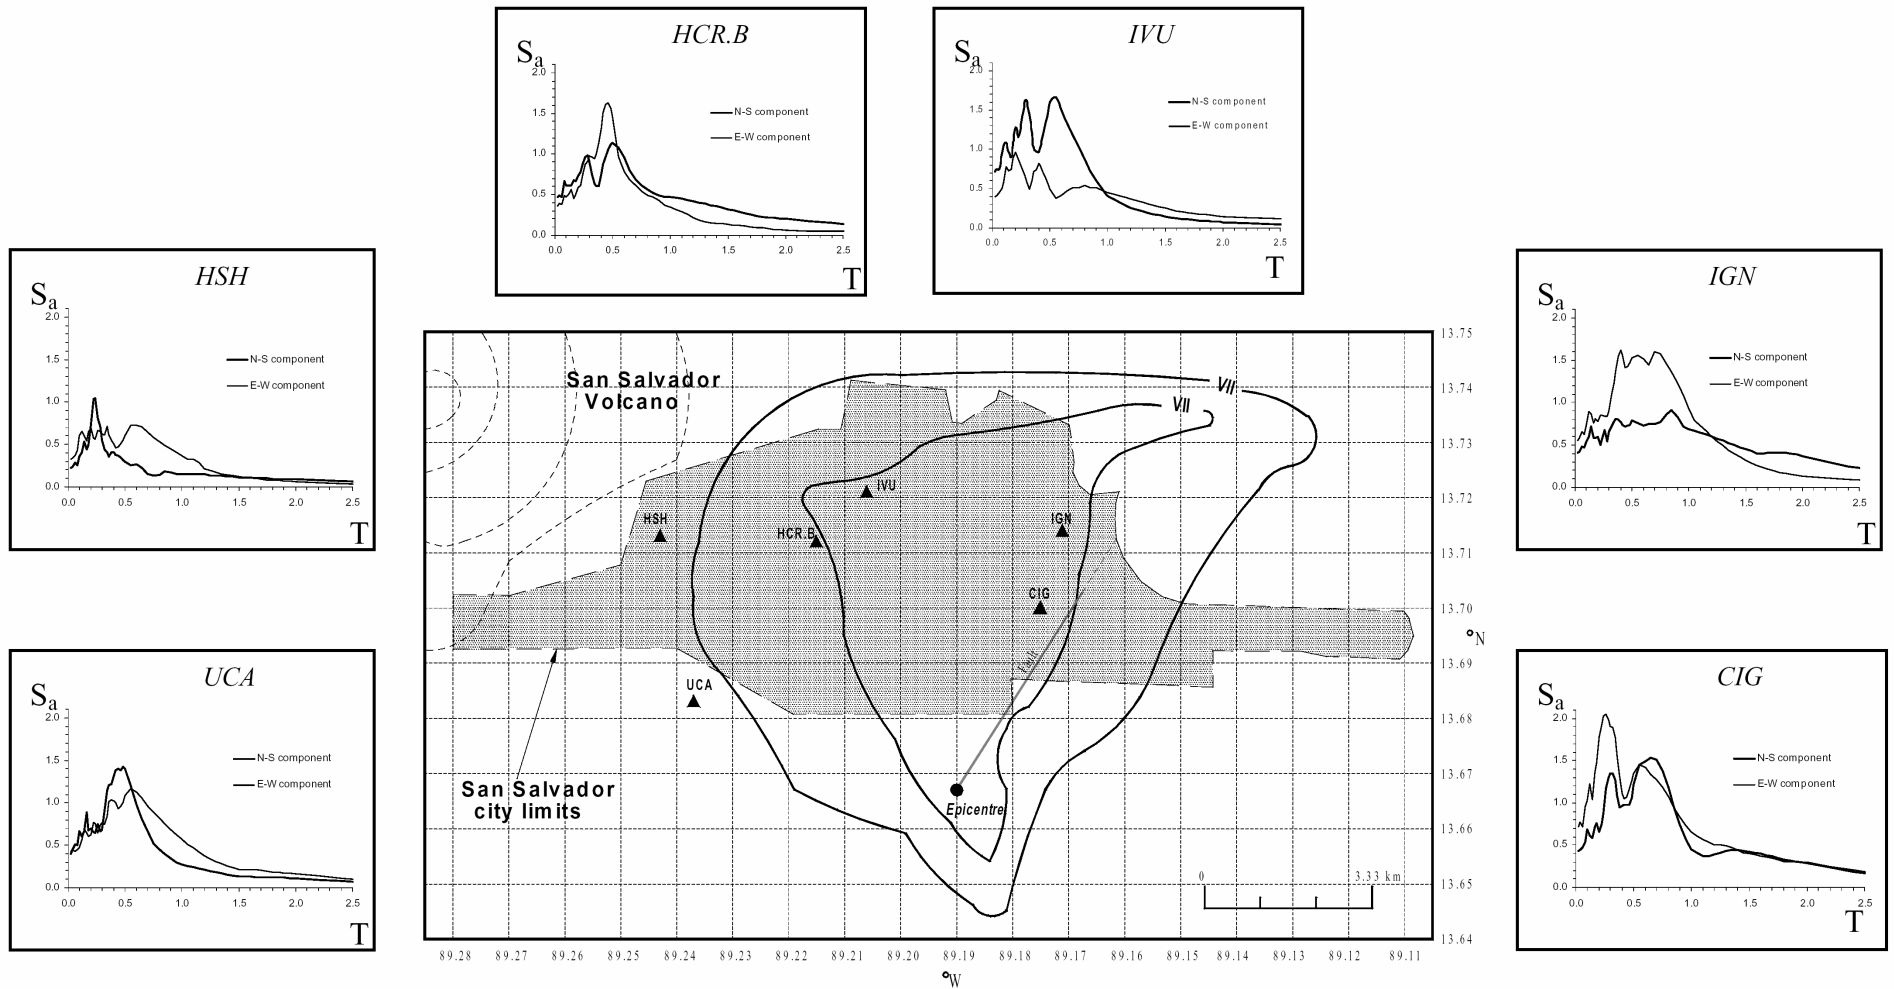 HCR.B
Sa
2.0
1.5
1.0
0.5
0.0
0.0 0.5 1.0 1.5 2.0 2.5
N-S component
E-W component
T
IVU
Sa
2.0
1.5
1.0
0.5
0.0
0.0 0.5 1.0 1.5 2.0 2.5
N-S component
E-W component
T
HSH
Sa
2.0
1.5
1.0
0.5
0.0
0.0 0.5 1.0 1.5 2.0 2.5
N-S component
E-W component
T
IGN
Sa
2.0
1.5
1.0
0.5
0.0
0.0 0.5 1.0 1.5 2.0 2.5
N-S component
E-W component
T
UCA
Sa
2.0
1.5
1.0
0.5
0.0
0.0 0.5 1.0 1.5 2.0 2.5
N-S component
E-W component
T
CIG
Sa
2.0
1.5
1.0
0.5
0.0
0.0 0.5 1.0 1.5 2.0 2.5
N-S component
E-W component
T
San Salvador
Volcano
VII
VII
IVU
HSH
HCR.B
IGN
CIG
Fault
UCA
San Salvador
city limits
Epicentre
0 3.33 km
13.75
13.74
13.73
13.72
13.71
13.70
°N
13.69
13.68
13.67
13.66
13.65
13.64
89.28 89.27 89.26 89.25 89.24 89.23 89.22 89.21 89.20 89.19 89.18 89.17 89.16 89.15 89.14 89.13 89.12 89.11
°W